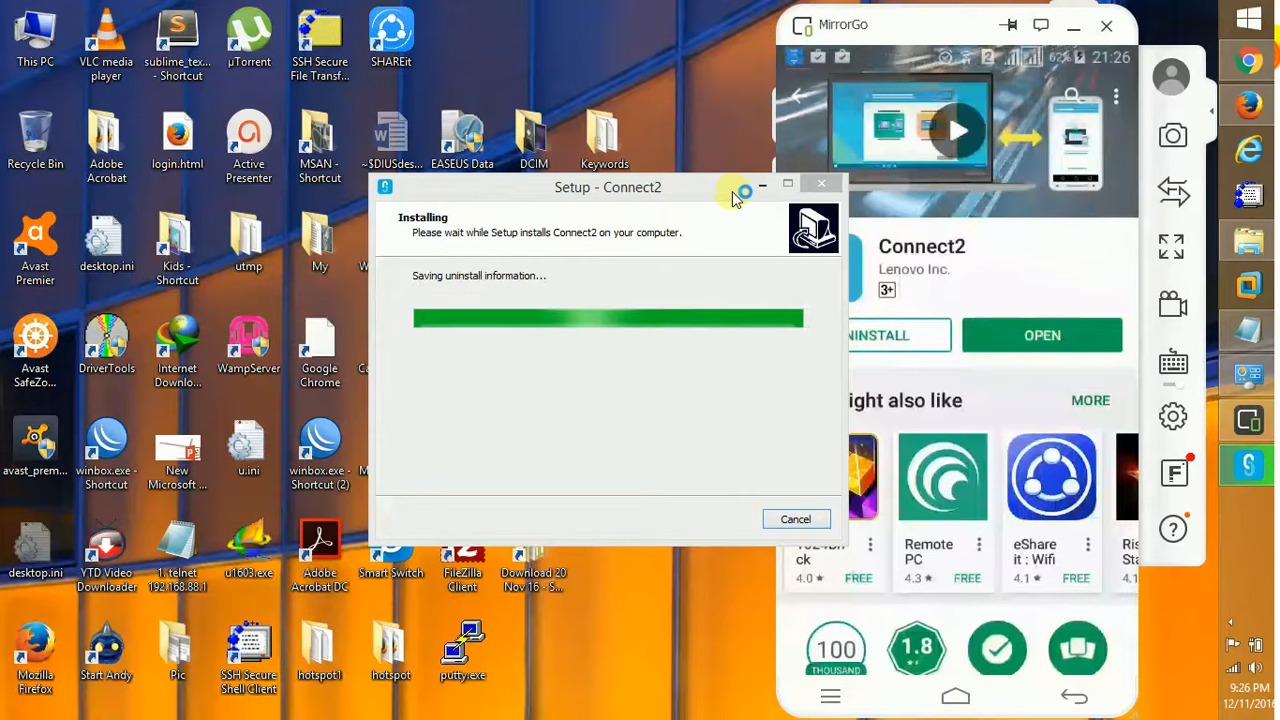 This PC
VLC media
player
sublime_tex...
- Shortcut
µTorrent
SSH Secure
File Transf...
SHAREit
Recycle Bin
Adobe
Acrobat
login.html
Active
Presenter
MSAN -
Shortcut
~$DIUSdes...
EASEUS Data
DCIM
Keywords
Avast
Premier
desktop.ini
Kids -
Shortcut
utmp
My
Avast
SafeZo...
DriverTools
Internet
Downlo...
WampServer
Google
Chrome
avast_prem...
winbox.exe -
Shortcut
New
Microsoft ...
u.ini
winbox.exe -
Shortcut (2)
desktop.ini
YTD Video
Downloader
1. telnet
192.168.88.1
u1603.exe
Adobe
Acrobat DC
Smart Switch
FileZilla
Client
Download 20
Nov 16 - S...
Mozilla
Firefox
Start Andy
Pic
SSH Secure
Shell Client
hotspot1
hotspot
putty.exe
Setup - Connect2
Installing
Please wait while Setup installs Connect2 on your computer.
Saving uninstall information...
Cancel
MirrorGo
2
62%
21:26
Connect2
Lenovo Inc.
3+
NINSTALL
OPEN
ight also like
MORE
ck
4.0 ★ FREE
Remote
PC
4.3 ★ FREE
eShare
it : Wifi
4.1 ★ FREE
Ris
Sta
4.
100
THOUSAND
1.8
F
?
9:26 PM
12/11/2016